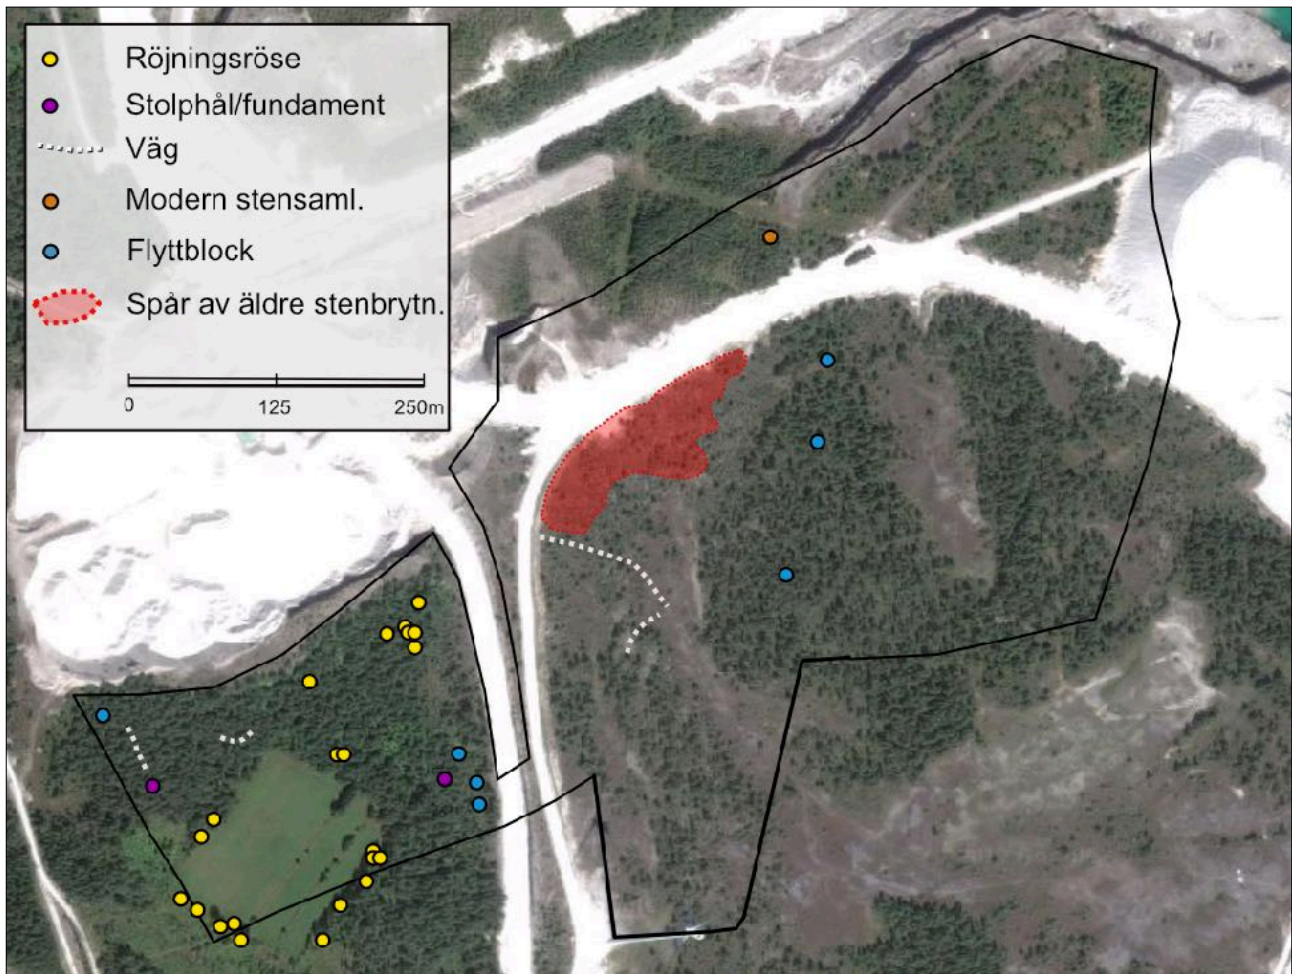 Röjningsröse
Stolphål/fundament
Väg
Modern stensaml.
Flyttblock
Spår av äldre stenbrytn.
0 125 250m